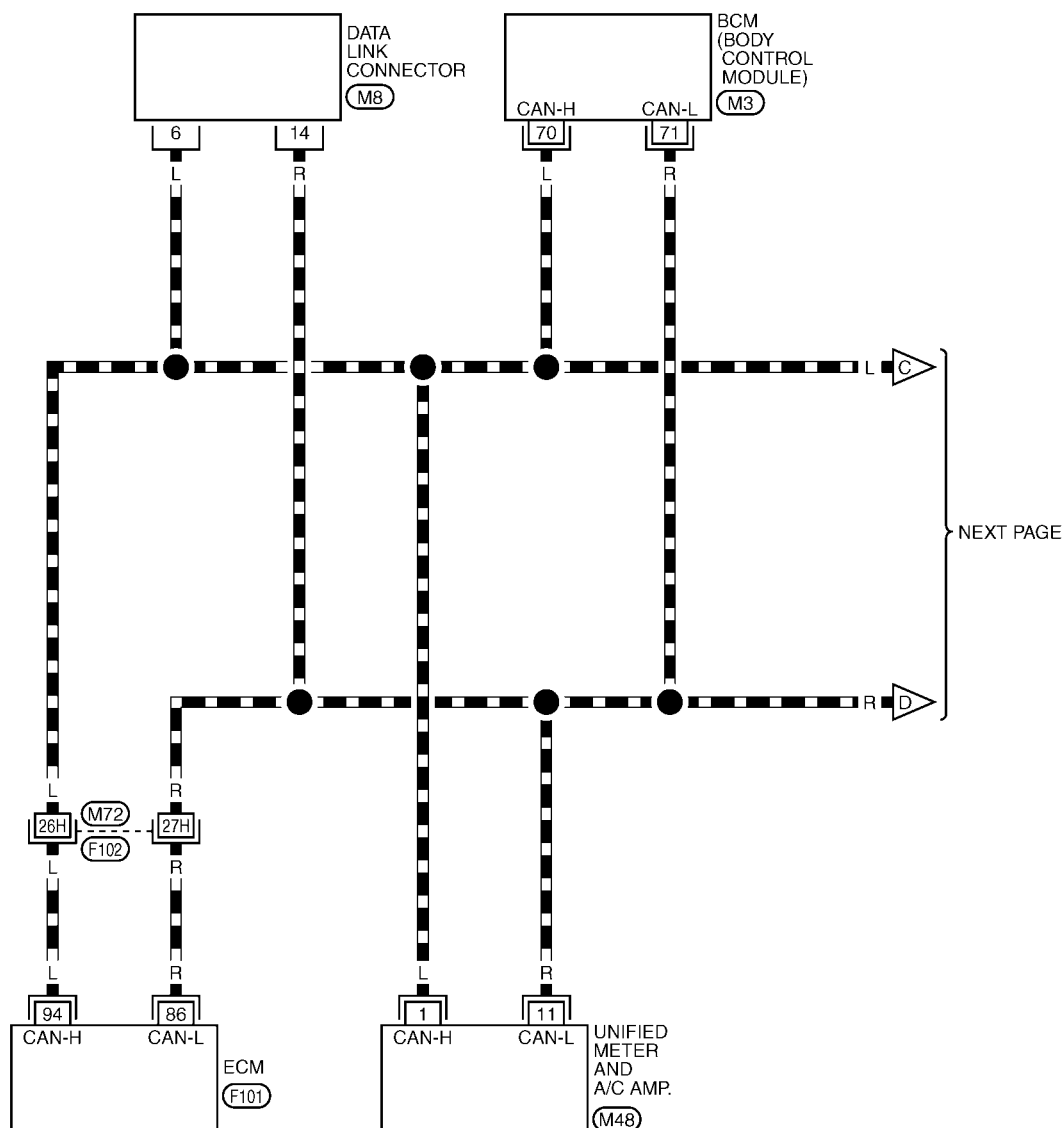 DATA
LINK
CONNECTOR
M8
BCM
(BODY
CONTROL
MODULE)
M3
CAN-H CAN-L
6 14
70 71
L R
L R
L C
NEXT PAGE
R D
L R
26H M72 27H
F102
L R
L R
L R
94 86
CAN-H CAN-L
ECM
F101
1 11
CAN-H CAN-L
UNIFIED
METER
AND
A/C AMP.
M48